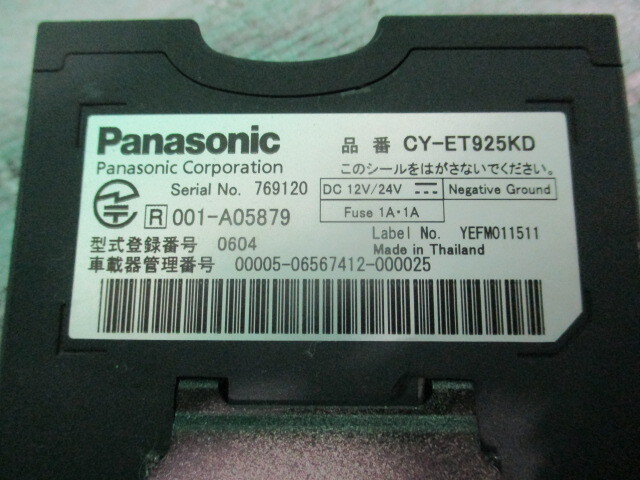 Panasonic
品番 CY-ET925KD
Panasonic Corporation
このシールをはがさないでください。
Serial No. 769120
DC 12V/24V
Negative Ground
R 001-A05879
Fuse 1A･1A
Label No. YEFM011511
型式登録番号 0604
Made in Thailand
車載器管理番号 00005-06567412-000025